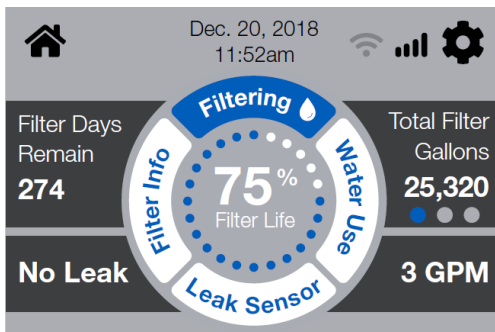 Dec. 20, 2018
11:52am
Filtering
Filter Days
Remain
274
Total Filter
Gallons
25,320
Filter Info
75%
Filter Life
Water Use
No Leak
Leak Sensor
3 GPM